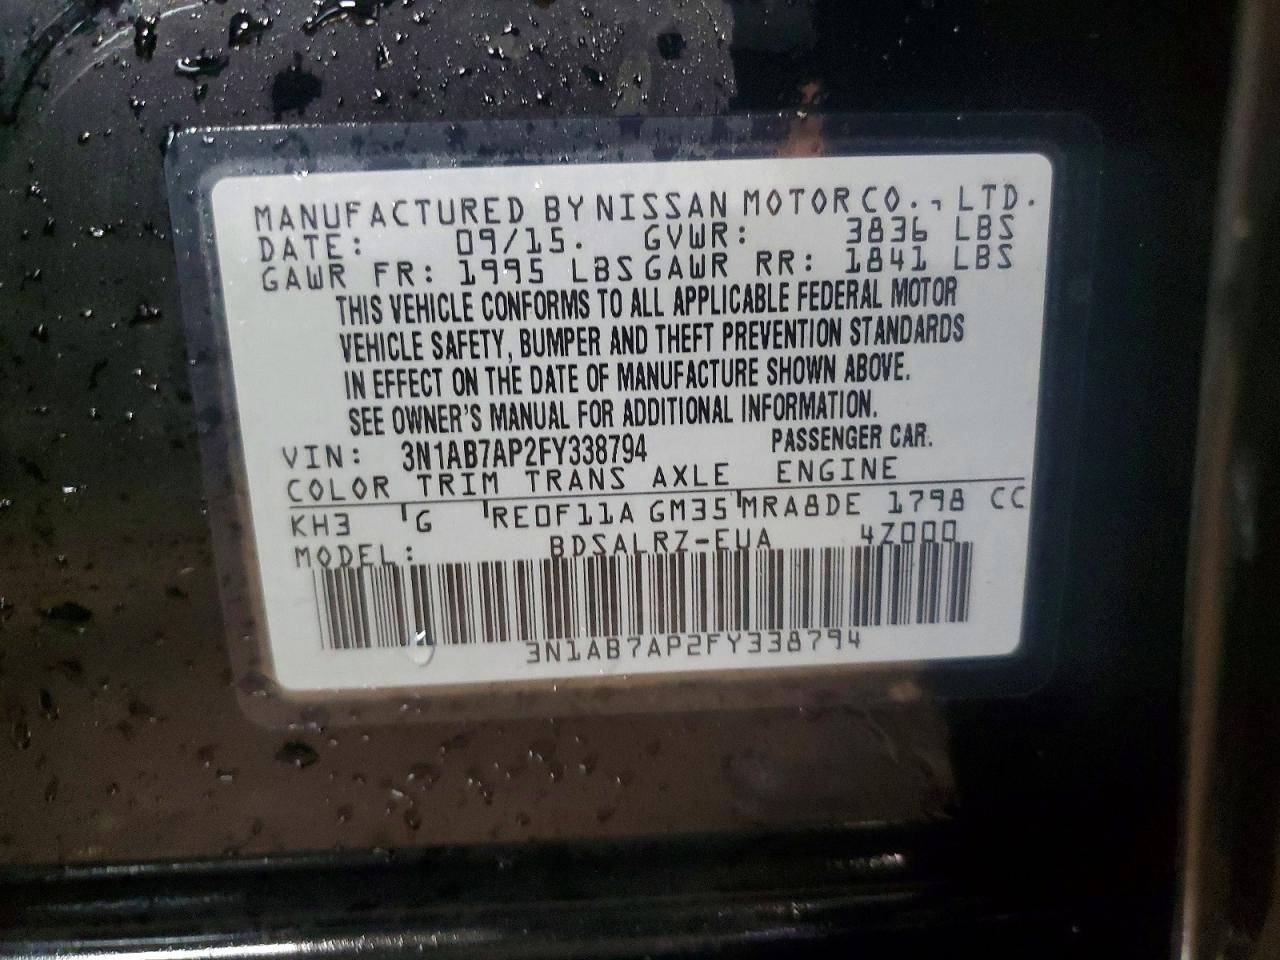 MANUFACTURED BY NISSAN MOTOR CO., LTD.
DATE: 09/15. GVWR: 3836 LBS
GAWR FR: 1995 LBS GAWR RR: 1841 LBS
THIS VEHICLE CONFORMS TO ALL APPLICABLE FEDERAL MOTOR
VEHICLE SAFETY, BUMPER AND THEFT PREVENTION STANDARDS
IN EFFECT ON THE DATE OF MANUFACTURE SHOWN ABOVE.
SEE OWNER'S MANUAL FOR ADDITIONAL INFORMATION.
VIN: 3N1AB7AP2FY338794 PASSENGER CAR.
COLOR TRIM TRANS AXLE ENGINE
KH3 G RE0F11A GM35 MRA8DE 1798 CC
MODEL: BDSALRZ-EUA 4Z000
3N1AB7AP2FY338794